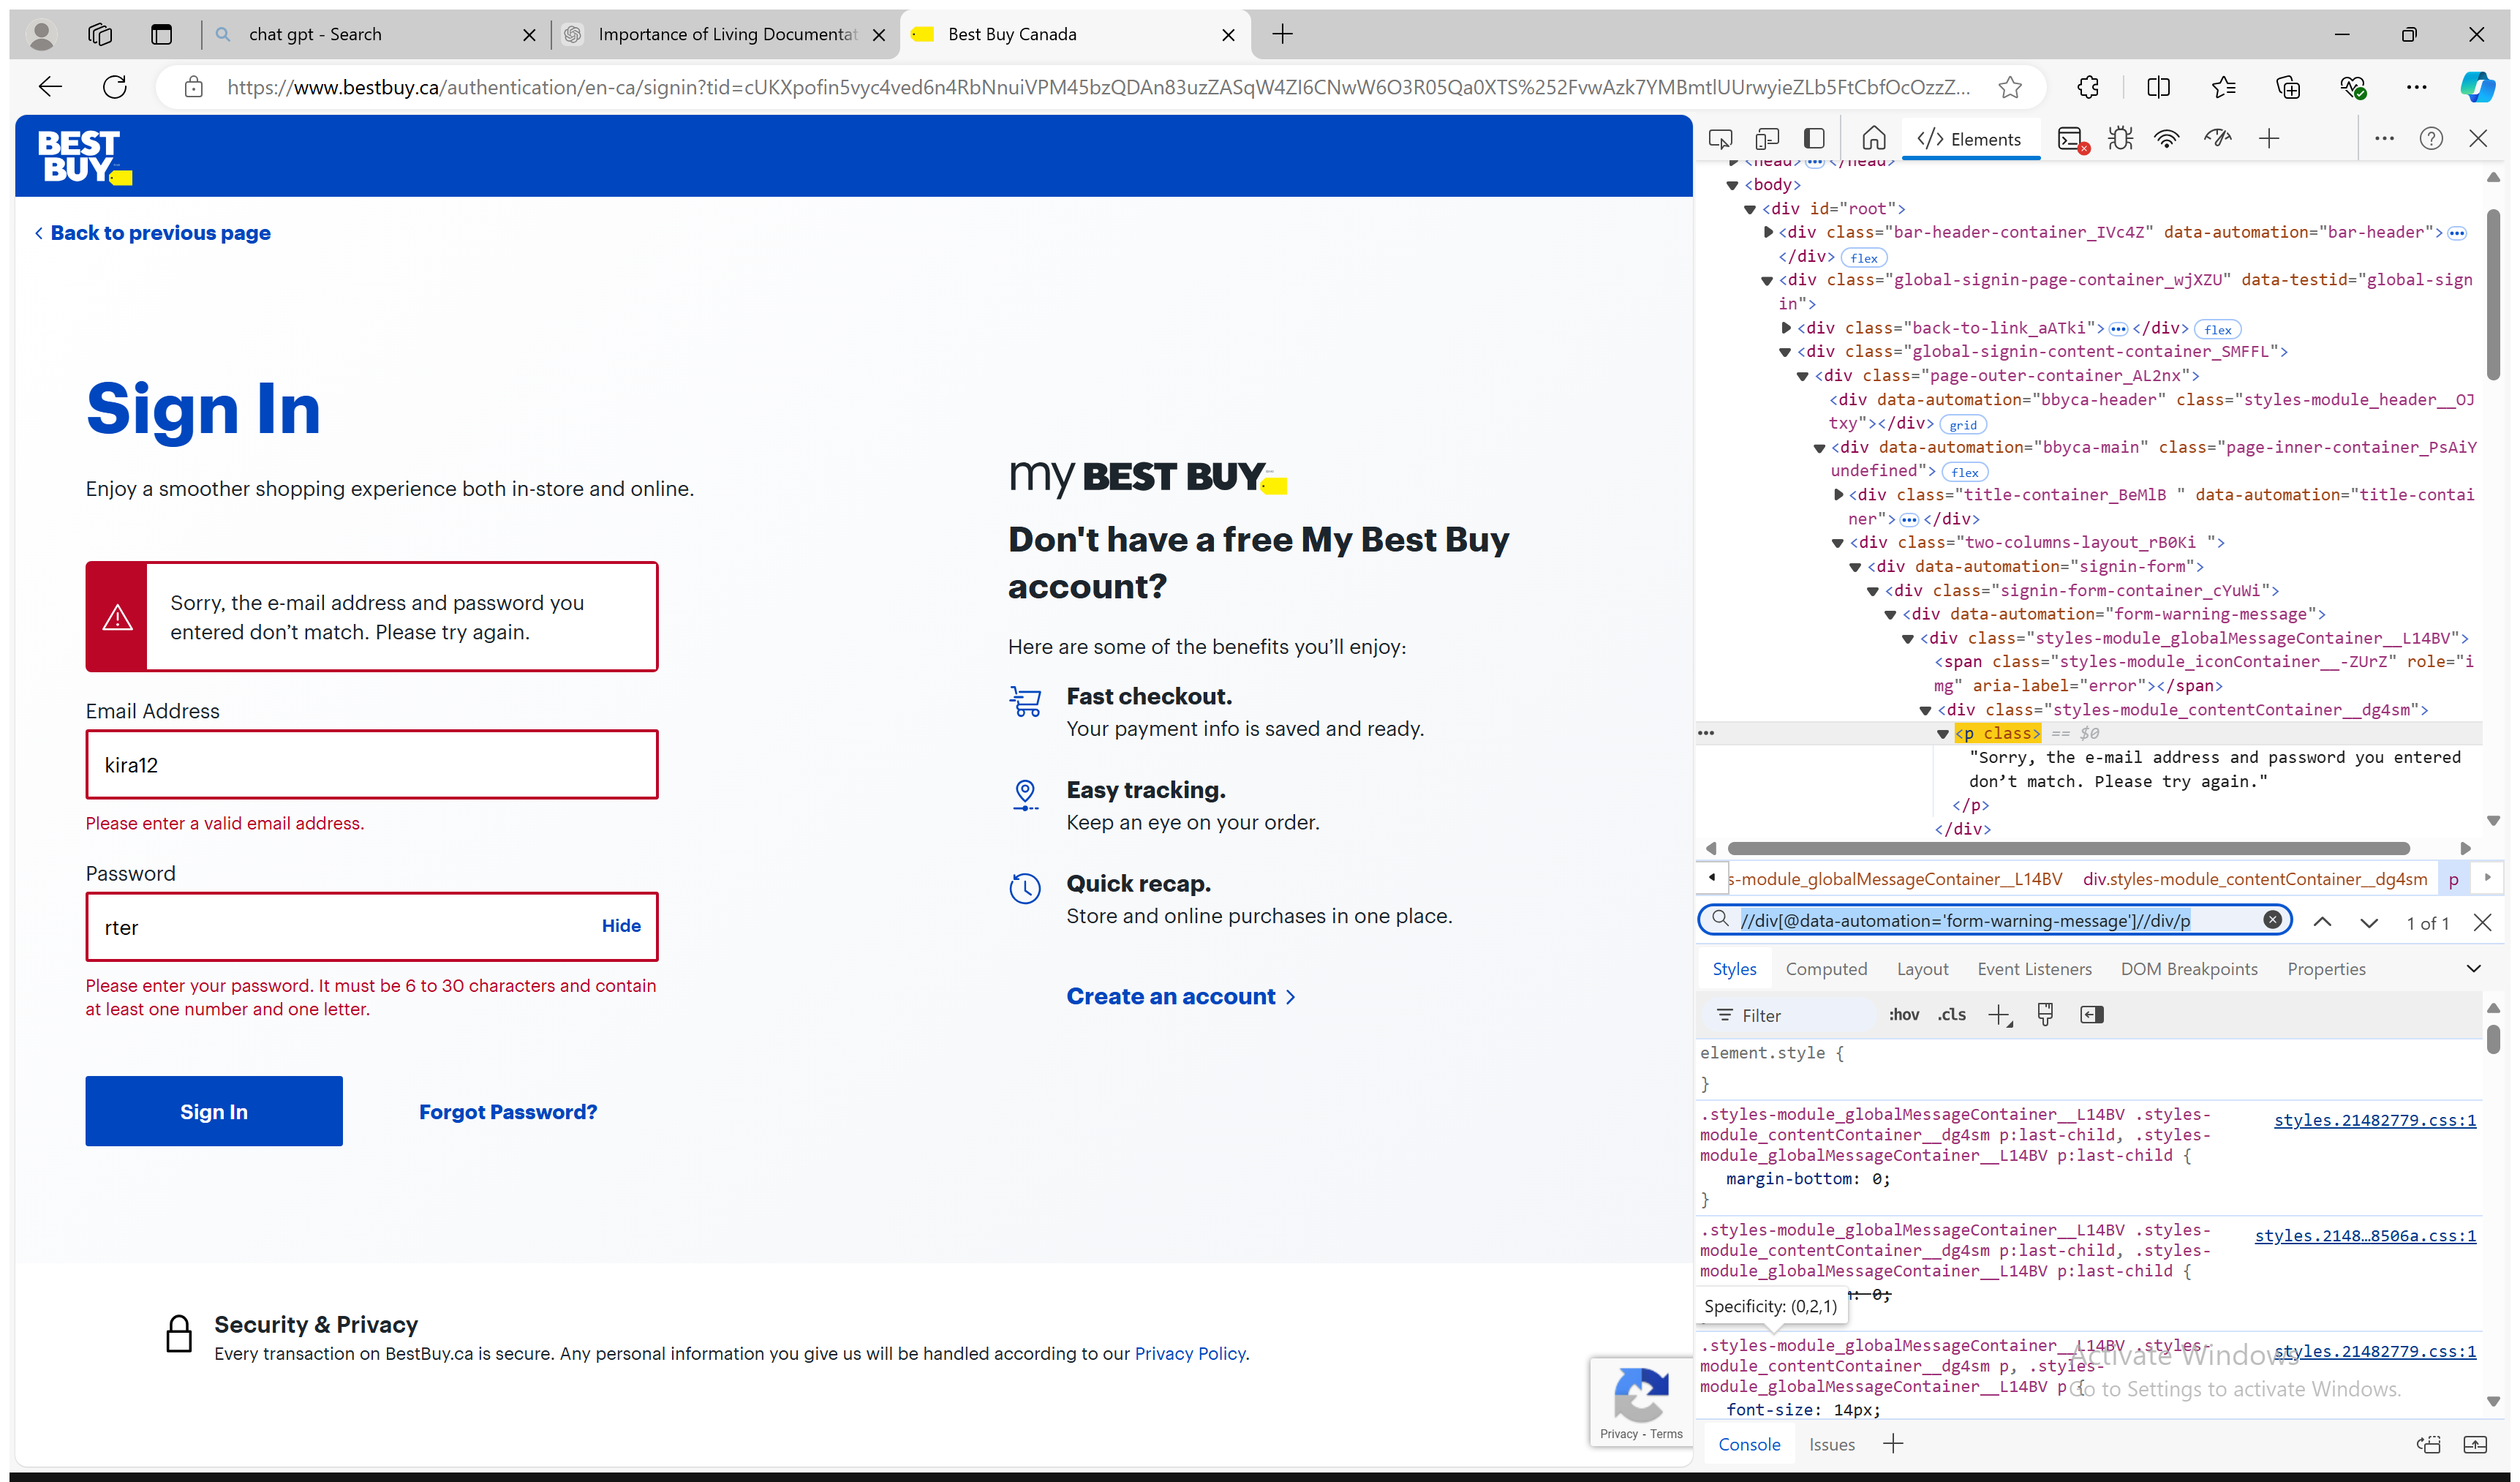 chat gpt - Search
Importance of Living Documentat
Best Buy Canada
https://www.bestbuy.ca/authentication/en-ca/signin?tid=cUKXpofin5vyc4ved6n4RbNnuiVPM45bzQDAn83uzZASqW4ZI6CNwW6O3R05Qa0XTS%252FvwAzk7YMBmtlUUrwyieZLb5FtCbfOcOzzZ...
BEST
BUY
Back to previous page
Sign In
Enjoy a smoother shopping experience both in-store and online.
Sorry, the e-mail address and password you
entered don’t match. Please try again.
Email Address
kira12
Please enter a valid email address.
Password
rter
Hide
Please enter your password. It must be 6 to 30 characters and contain
at least one number and one letter.
Sign In
Forgot Password?
my BEST BUY
Don't have a free My Best Buy
account?
Here are some of the benefits you’ll enjoy:
Fast checkout.
Your payment info is saved and ready.
Easy tracking.
Keep an eye on your order.
Quick recap.
Store and online purchases in one place.
Create an account
Security & Privacy
Every transaction on BestBuy.ca is secure. Any personal information you give us will be handled according to our Privacy Policy.
Privacy - Terms
Elements
<head> ••• </head>
<body>
<div id="root">
<div class="bar-header-container_IVc4Z" data-automation="bar-header"> •••
</div> flex
<div class="global-signin-page-container_wjXZU" data-testid="global-sign
in">
<div class="back-to-link_aATki"> ••• </div> flex
<div class="global-signin-content-container_SMFFL">
<div class="page-outer-container_AL2nx">
<div data-automation="bbyca-header" class="styles-module_header__OJ
txy"></div> grid
<div data-automation="bbyca-main" class="page-inner-container_PsAiY
undefined"> flex
<div class="title-container_BeMlB " data-automation="title-contai
ner"> ••• </div>
<div class="two-columns-layout_rB0Ki ">
<div data-automation="signin-form">
<div class="signin-form-container_cYuWi">
<div data-automation="form-warning-message">
<div class="styles-module_globalMessageContainer__L14BV">
<span class="styles-module_iconContainer__-ZUrZ" role="i
mg" aria-label="error"></span>
<div class="styles-module_contentContainer__dg4sm">
••• <p class> == $0
"Sorry, the e-mail address and password you entered
don’t match. Please try again."
</p>
</div>
s-module_globalMessageContainer__L14BV div.styles-module_contentContainer__dg4sm p
//div[@data-automation='form-warning-message']//div/p
1 of 1
Styles Computed Layout Event Listeners DOM Breakpoints Properties
Filter :hov .cls
element.style {
}
.styles-module_globalMessageContainer__L14BV .styles- styles.21482779.css:1
module_contentContainer__dg4sm p:last-child, .styles-
module_globalMessageContainer__L14BV p:last-child {
margin-bottom: 0;
}
.styles-module_globalMessageContainer__L14BV .styles- styles.2148…8506a.css:1
module_contentContainer__dg4sm p:last-child, .styles-
module_globalMessageContainer__L14BV p:last-child {
: 0;
Specificity: (0,2,1)
.styles-module_globalMessageContainer__L14BV .styles- styles.21482779.css:1
module_contentContainer__dg4sm p, .styles-
module_globalMessageContainer__L14BV p {
font-size: 14px;
Activate Windows
Go to Settings to activate Windows.
Console Issues